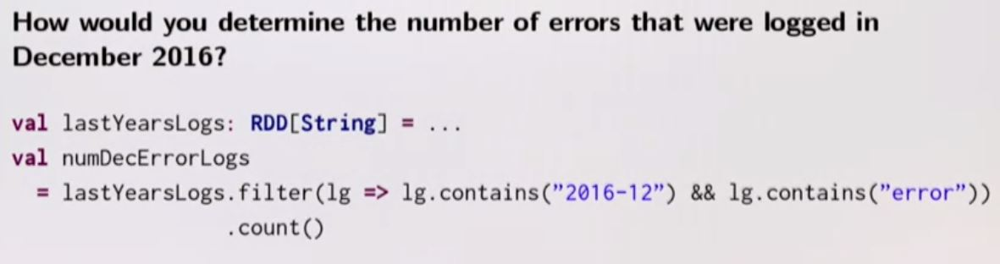 How would you determine the number of errors that were logged in
December 2016?
val lastYearsLogs: RDD[String] = ...
val numDecErrorLogs
= lastYearsLogs.filter(lg => lg.contains(”2016-12”) && lg.contains(”error”))
.count()